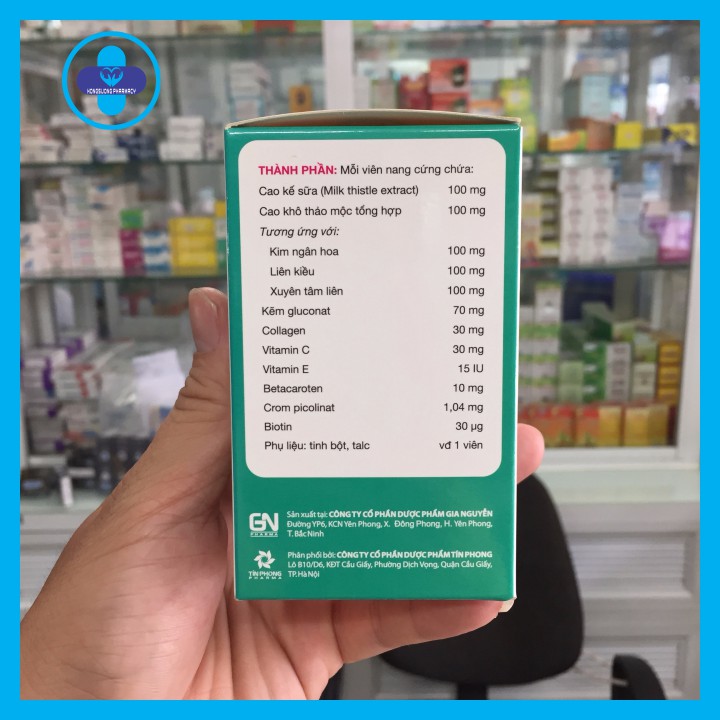 HONGSUONG PHARMACY
THÀNH PHẦN: Mỗi viên nang cứng chứa:
Cao kế sữa (Milk thistle extract) 100 mg
Cao khô thảo mộc tổng hợp 100 mg
Tương ứng với:
Kim ngân hoa 100 mg
Liên kiều 100 mg
Xuyên tâm liên 100 mg
Kẽm gluconat 70 mg
Collagen 30 mg
Vitamin C 30 mg
Vitamin E 15 IU
Betacaroten 10 mg
Crom picolinat 1,04 mg
Biotin 30 µg
Phụ liệu: tinh bột, talc vđ 1 viên
GN PHARMA
Sản xuất tại: CÔNG TY CỔ PHẦN DƯỢC PHẨM GIA NGUYỄN
Đường YP6, KCN Yên Phong, X. Đông Phong, H. Yên Phong,
T. Bắc Ninh
TÍN PHONG PHARMA
Phân phối bởi: CÔNG TY CỔ PHẦN DƯỢC PHẨM TÍN PHONG
Lô B10/D6, KĐT Cầu Giấy, Phường Dịch Vọng, Quận Cầu Giấy,
TP. Hà Nội